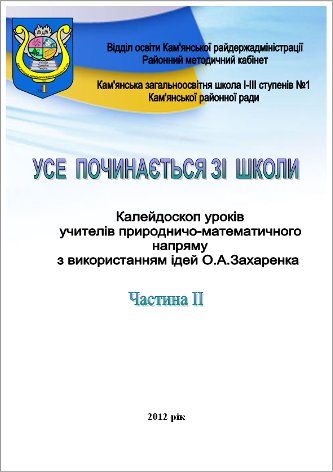 Відділ освіти Кам'янської райдержадміністрації
Районний методичний кабінет
Кам'янська загальноосвітня школа І-ІІІ ступенів №1
Кам'янської районної ради
УСЕ ПОЧИНАЄТЬСЯ ЗІ ШКОЛИ
Калейдоскоп уроків
учителів природничо-математичного
напряму
з використанням ідей О.А.Захаренка
Частина ІІ
2012 рік